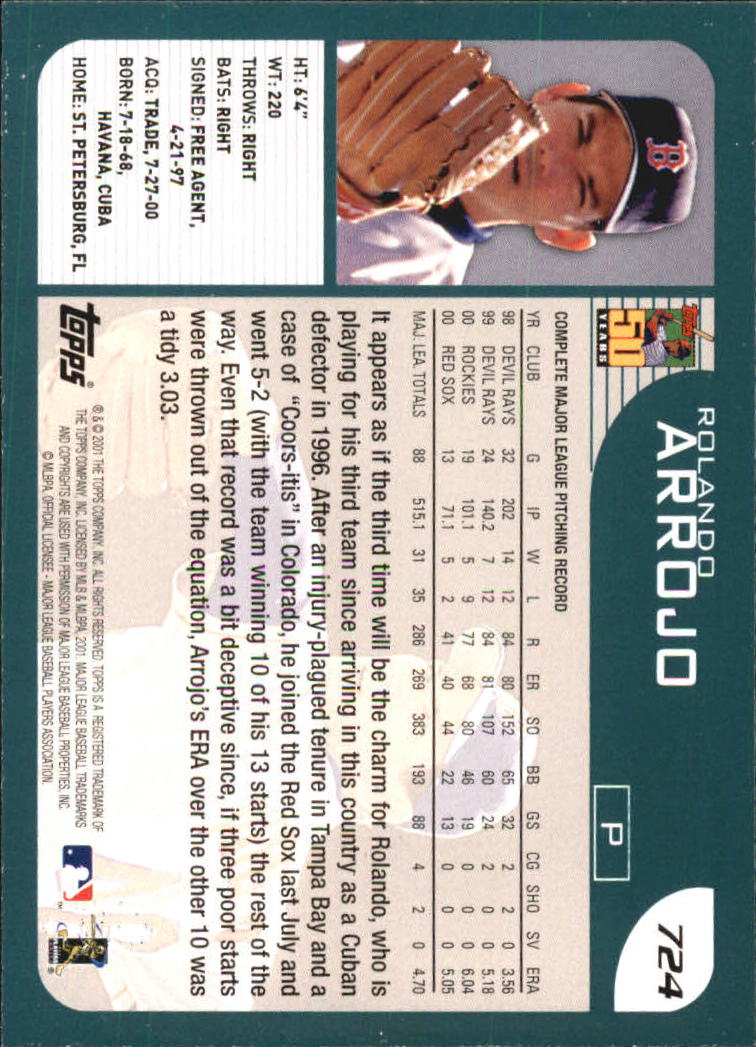 724
ROLANDO
ARROJO
P
TOPPS
50
YEARS
B
HT: 6'4"
WT: 220
THROWS: RIGHT
BATS: RIGHT
SIGNED: FREE AGENT,
4-21-97
ACQ: TRADE, 7-27-00
BORN: 7-18-68,
HAVANA, CUBA
HOME: ST. PETERSBURG, FL
COMPLETE MAJOR LEAGUE PITCHING RECORD
YR CLUB G IP W L R ER SO BB GS CG SHO SV ERA
98 DEVIL RAYS 32 202 14 12 84 80 152 65 32 2 2 0 3.56
99 DEVIL RAYS 24 140.2 7 12 84 81 107 60 24 2 0 0 5.18
00 ROCKIES 19 101.1 5 9 77 68 80 46 19 0 0 0 6.04
00 RED SOX 13 71.1 5 2 41 40 44 22 13 0 0 0 5.05
MAJ. LEA. TOTALS 88 515.1 31 35 286 269 383 193 88 4 2 0 4.70
It appears as if the third time will be the charm for Rolando, who is
playing for his third team since arriving in this country as a Cuban
defector in 1996. After an injury-plagued tenure in Tampa Bay and a
case of "Coors-itis" in Colorado, he joined the Red Sox last July and
went 5-2 (with the team winning 10 of his 13 starts) the rest of the
way. Even that record was a bit deceptive since, if three poor starts
were thrown out of the equation, Arrojo's ERA over the other 10 was
a tidy 3.03.
TOPPS®
® & © 2001 THE TOPPS COMPANY, INC. ALL RIGHTS RESERVED. TOPPS IS A REGISTERED TRADEMARK OF
THE TOPPS COMPANY, INC. LICENSED BY MLB & MLBPA, 2001. MAJOR LEAGUE BASEBALL TRADEMARKS
AND COPYRIGHTS ARE USED WITH PERMISSION OF MAJOR LEAGUE BASEBALL PROPERTIES, INC.
© MLBPA. OFFICIAL LICENSEE - MAJOR LEAGUE BASEBALL PLAYERS ASSOCIATION.